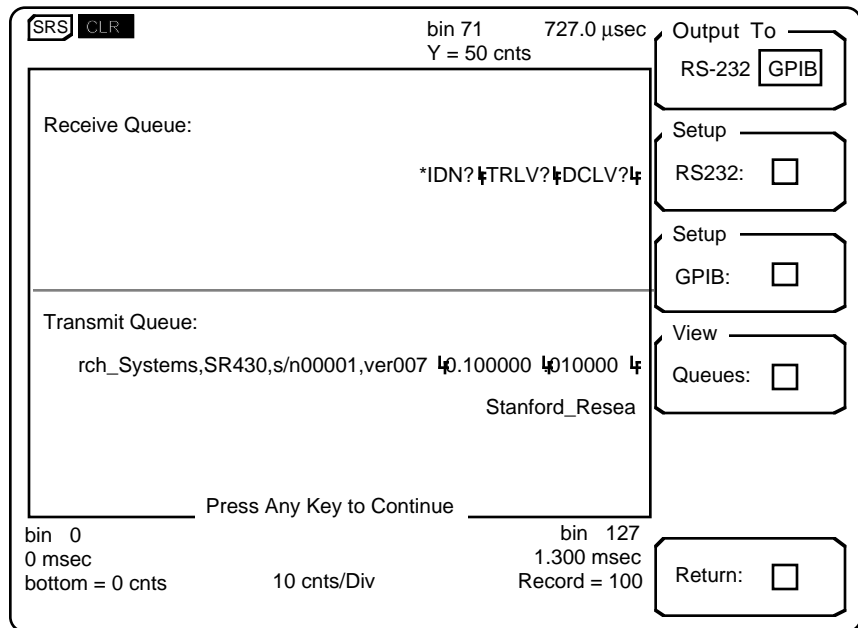 SRS CLR bin 71 727.0 µsec
Y = 50 cnts
Receive Queue:
*IDN?␊TRLV?␊DCLV?␊
Transmit Queue:
rch_Systems,SR430,s/n00001,ver007 ␊0.100000 ␊010000 ␊
Stanford_Resea
Press Any Key to Continue
bin 0 bin 127
0 msec 1.300 msec
bottom = 0 cnts 10 cnts/Div Record = 100
Output To
RS-232 GPIB
Setup
RS232:
Setup
GPIB:
View
Queues:
Return: